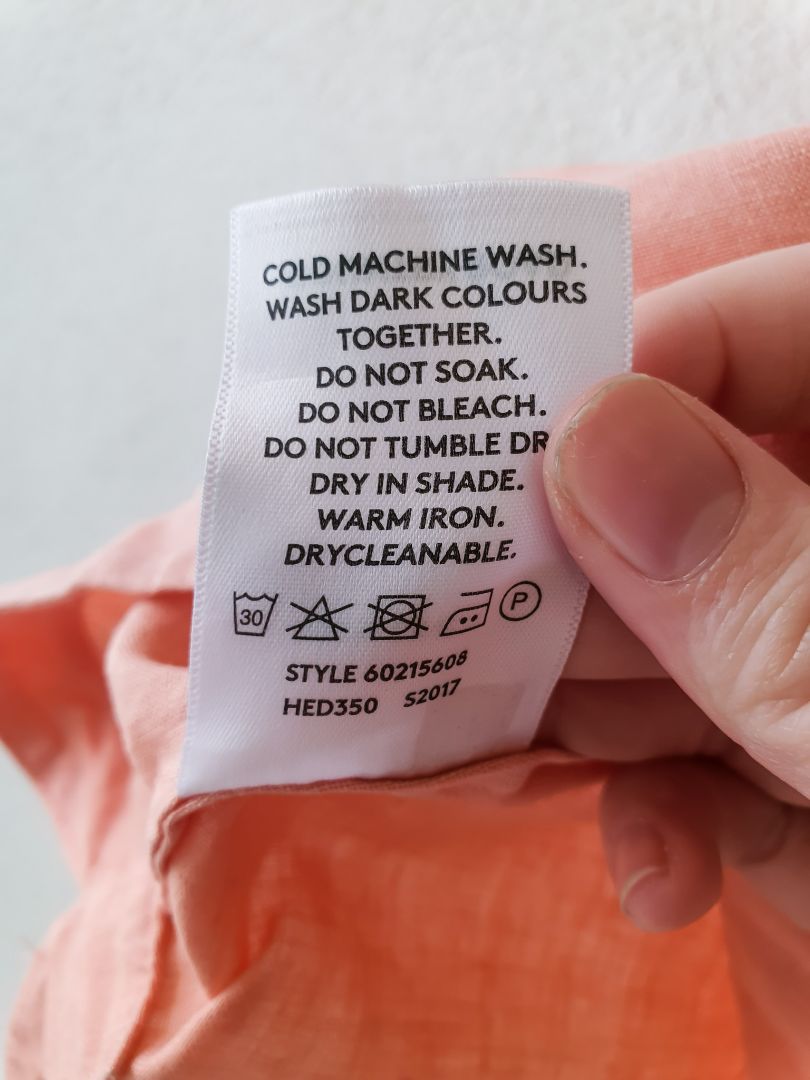 COLD MACHINE WASH.
WASH DARK COLOURS
TOGETHER.
DO NOT SOAK.
DO NOT BLEACH.
DO NOT TUMBLE
DRY IN SHADE.
WARM IRON.
DRYCLEANABLE.
30 P
STYLE 60215608
HED350 S2017